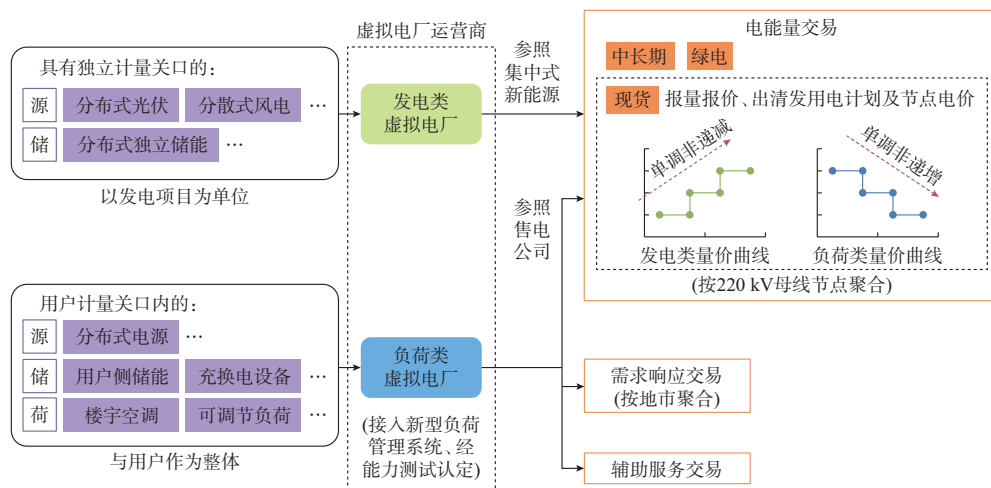 具有独立计量关口的:
源 分布式光伏 分散式风电 …
储 分布式独立储能 …
以发电项目为单位
用户计量关口内的:
源 分布式电源 …
储 用户侧储能 充换电设备 …
荷 楼宇空调 可调节负荷 …
与用户作为整体
虚拟电厂运营商
发电类
虚拟电厂
负荷类
虚拟电厂
(接入新型负荷
管理系统、经
能力测试认定)
参照
集中式
新能源
参照
售电
公司
电能量交易
中长期 绿电
现货 报量报价、出清发用电计划及节点电价
单调非递减
发电类量价曲线
单调非递增
负荷类量价曲线
(按220 kV母线节点聚合)
需求响应交易
(按地市聚合)
辅助服务交易